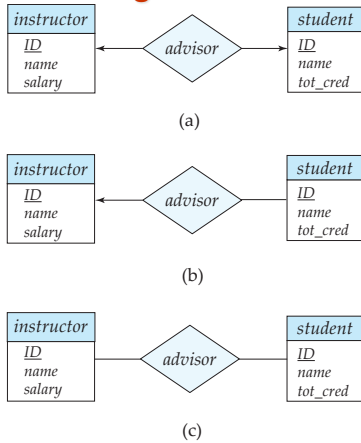 instructor
ID
name
salary
advisor
student
ID
name
tot_cred
(a)
instructor
ID
name
salary
advisor
student
ID
name
tot_cred
(b)
instructor
ID
name
salary
advisor
student
ID
name
tot_cred
(c)